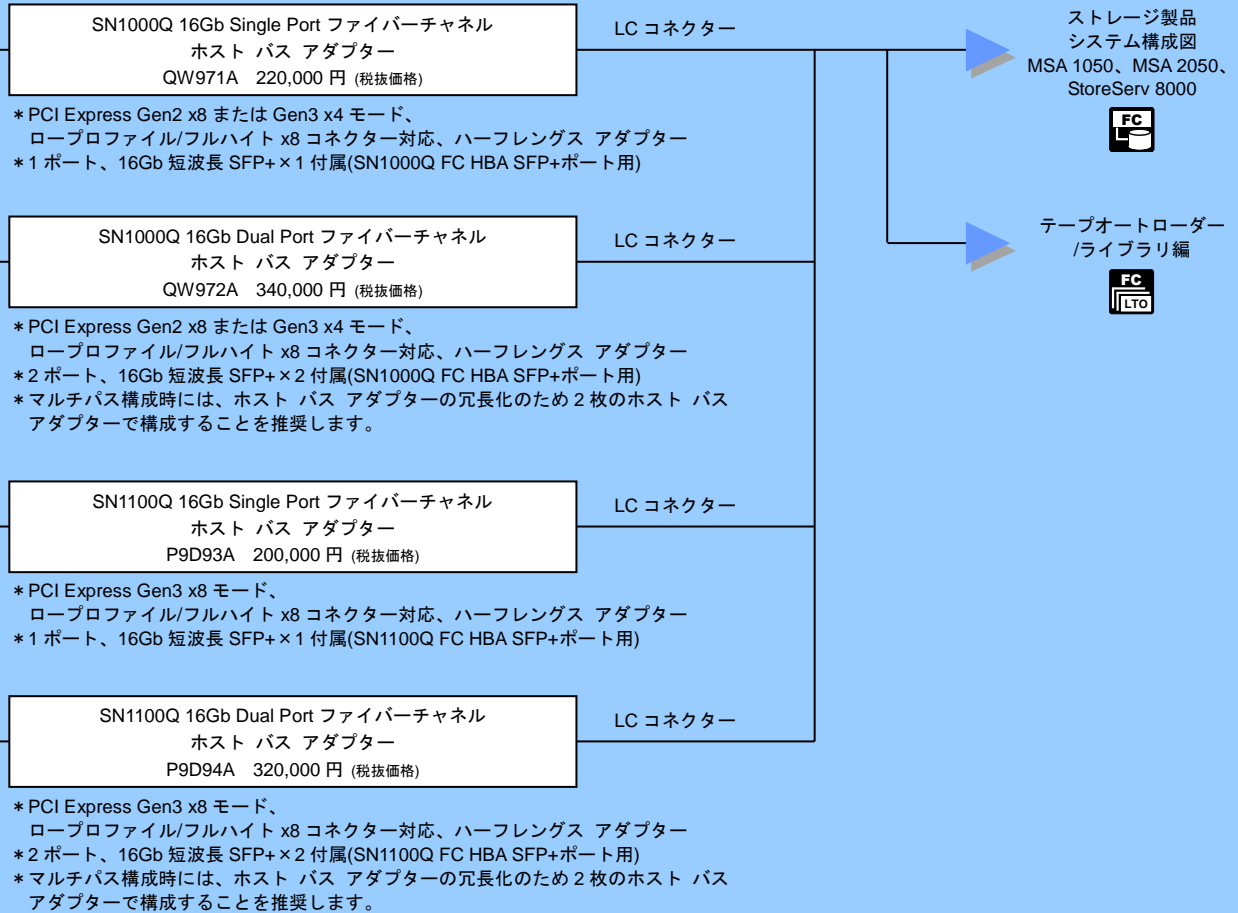 SN1000Q 16Gb Single Port ファイバーチャネル
ホスト バス アダプター
QW971A 220,000 円 (税抜価格)
LC コネクター
＊PCI Express Gen2 x8 または Gen3 x4 モード、
ロープロファイル/フルハイト x8 コネクター対応、ハーフレングス アダプター
＊1 ポート、16Gb 短波長 SFP+×1 付属(SN1000Q FC HBA SFP+ポート用)
ストレージ製品
システム構成図
MSA 1050、MSA 2050、
StoreServ 8000
FC
SN1000Q 16Gb Dual Port ファイバーチャネル
ホスト バス アダプター
QW972A 340,000 円 (税抜価格)
LC コネクター
＊PCI Express Gen2 x8 または Gen3 x4 モード、
ロープロファイル/フルハイト x8 コネクター対応、ハーフレングス アダプター
＊2 ポート、16Gb 短波長 SFP+×2 付属(SN1000Q FC HBA SFP+ポート用)
＊マルチパス構成時には、ホスト バス アダプターの冗長化のため 2 枚のホスト バス
アダプターで構成することを推奨します。
テープオートローダー
/ライブラリ編
FC
LTO
SN1100Q 16Gb Single Port ファイバーチャネル
ホスト バス アダプター
P9D93A 200,000 円 (税抜価格)
LC コネクター
＊PCI Express Gen3 x8 モード、
ロープロファイル/フルハイト x8 コネクター対応、ハーフレングス アダプター
＊1 ポート、16Gb 短波長 SFP+×1 付属(SN1100Q FC HBA SFP+ポート用)
SN1100Q 16Gb Dual Port ファイバーチャネル
ホスト バス アダプター
P9D94A 320,000 円 (税抜価格)
LC コネクター
＊PCI Express Gen3 x8 モード、
ロープロファイル/フルハイト x8 コネクター対応、ハーフレングス アダプター
＊2 ポート、16Gb 短波長 SFP+×2 付属(SN1100Q FC HBA SFP+ポート用)
＊マルチパス構成時には、ホスト バス アダプターの冗長化のため 2 枚のホスト バス
アダプターで構成することを推奨します。